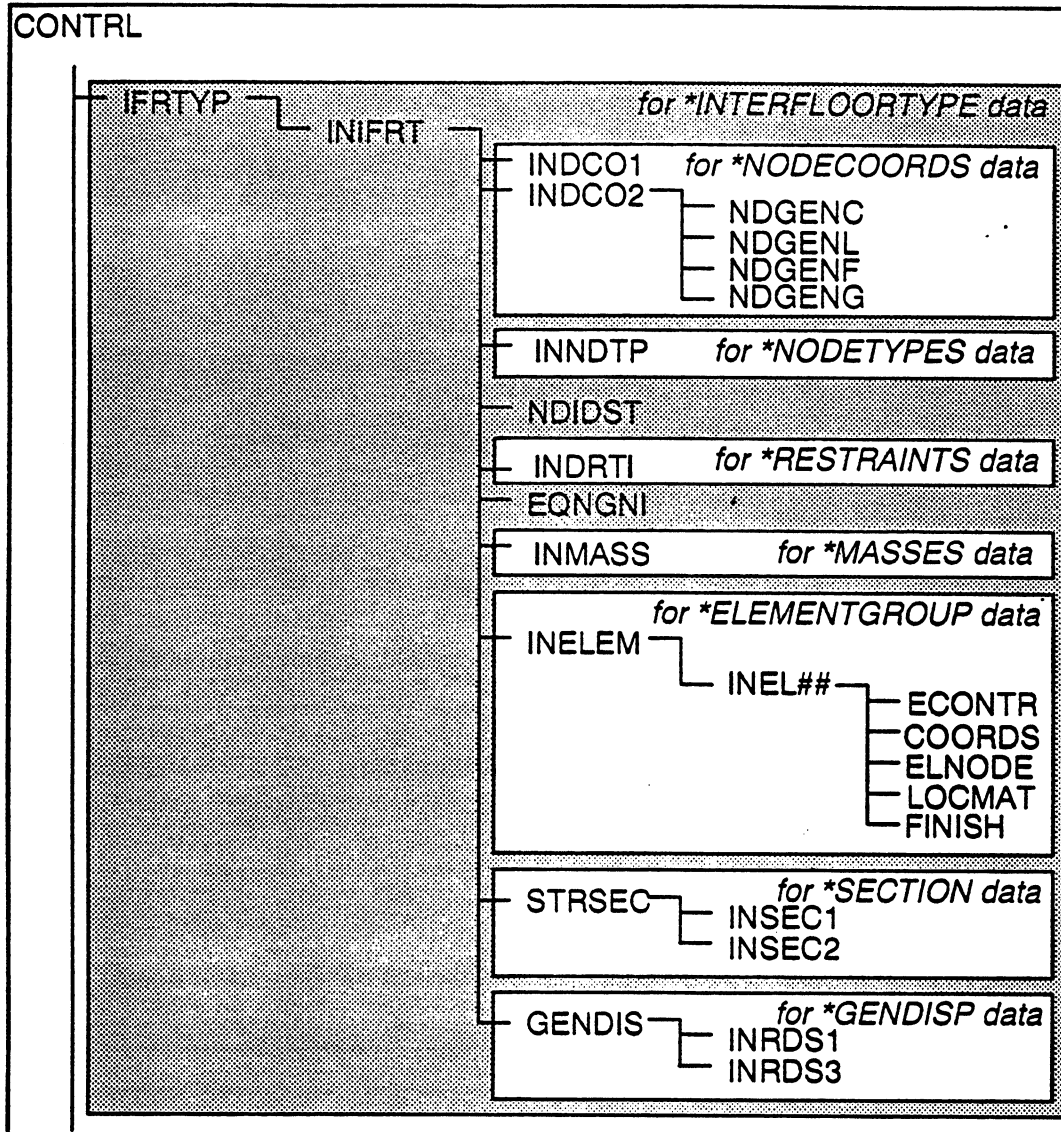 CONTRL
IFRTYP for *INTERFLOORTYPE data
INIFRT
INDCO1 for *NODECOORDS data
INDCO2
NDGENC
NDGENL
NDGENF
NDGENG
INNDTP for *NODETYPES data
NDIDST
INDRTI for *RESTRAINTS data
EQNGNI
INMASS for *MASSES data
for *ELEMENTGROUP data
INELEM
INEL##
ECONTR
COORDS
ELNODE
LOCMAT
FINISH
for *SECTION data
STRSEC
INSEC1
INSEC2
for *GENDISP data
GENDIS
INRDS1
INRDS3